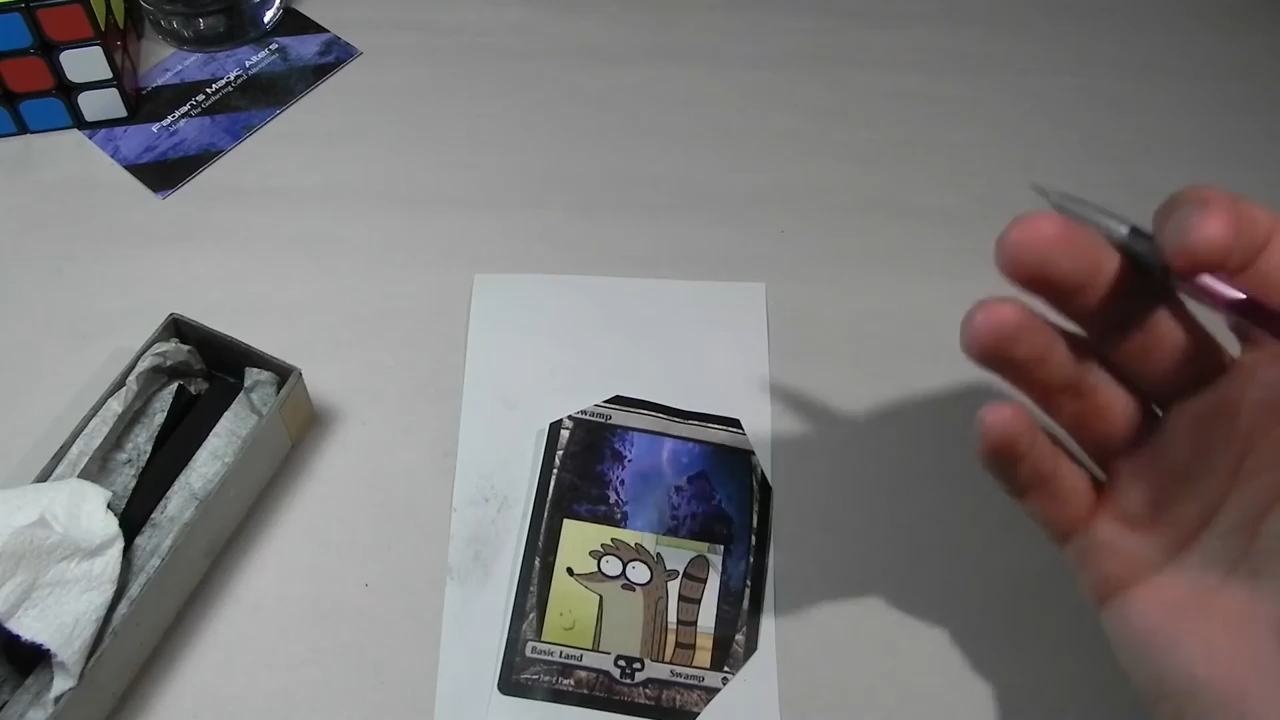 Fabian's Magic Alters
Magic: The Gathering Card Alterations
Swamp
Basic Land
Swamp